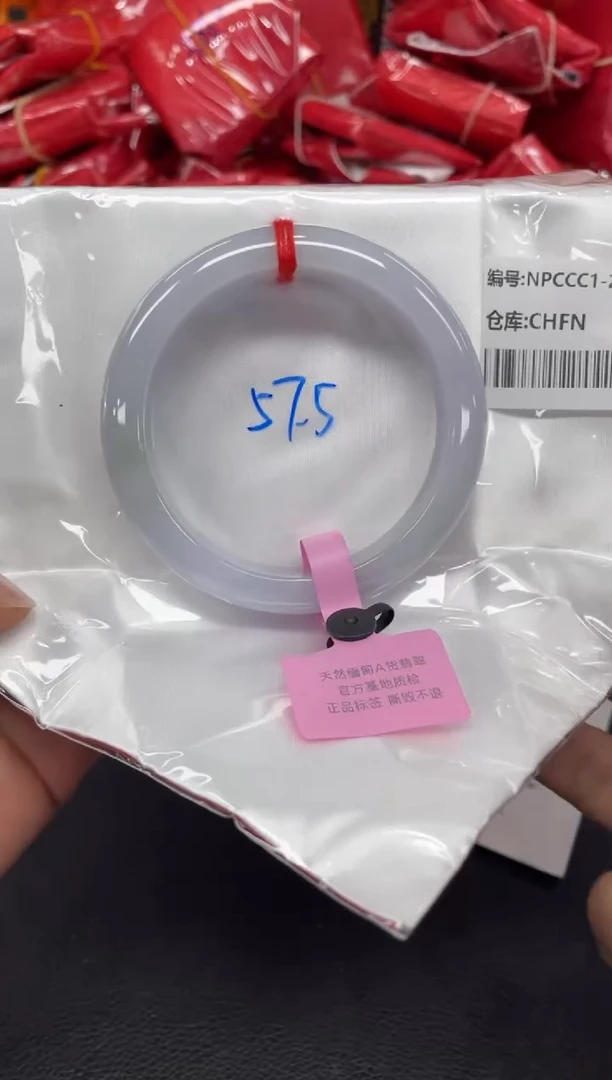 编号:NPCCC1-2
仓库:CHFN
57.5
天然缅甸A货翡翠
官方基地质检
正品标签 撕毁不退